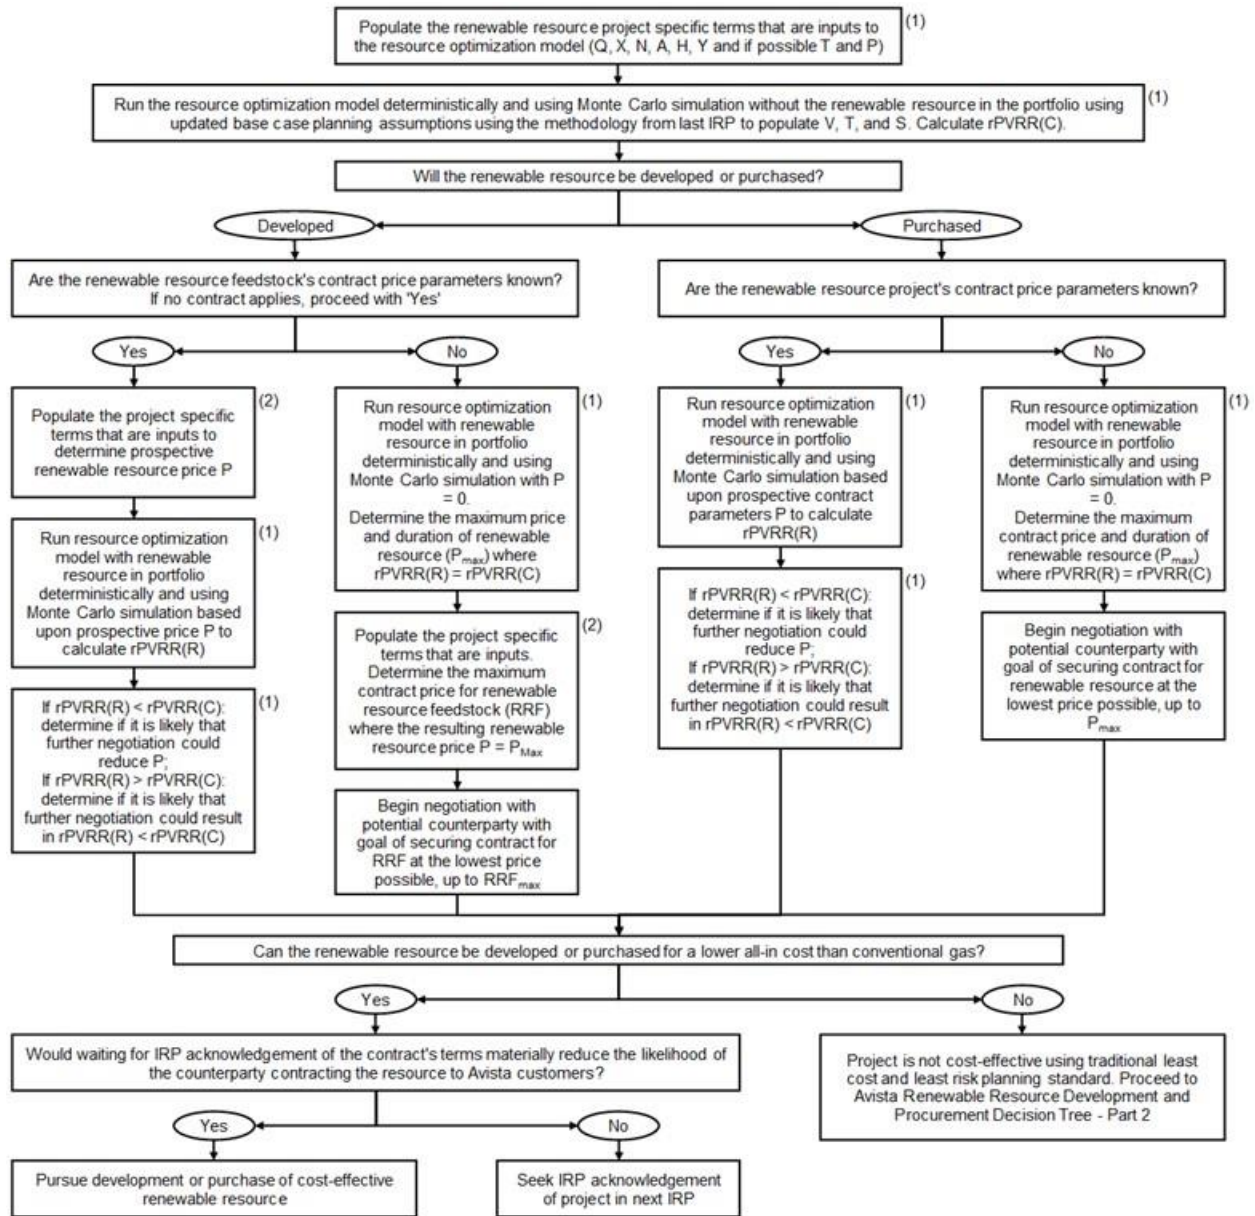 Populate the renewable resource project specific terms that are inputs to
the resource optimization model (Q, X, N, A, H, Y and if possible T and P)
(1)
Run the resource optimization model deterministically and using Monte Carlo simulation without the renewable resource in the portfolio using
updated base case planning assumptions using the methodology from last IRP to populate V, T, and S. Calculate rPVRR(C).
(1)
Will the renewable resource be developed or purchased?
Developed
Purchased
Are the renewable resource feedstock's contract price parameters known?
If no contract applies, proceed with 'Yes'
Are the renewable resource project's contract price parameters known?
Yes
No
Yes
No
Populate the project specific
terms that are inputs to
determine prospective
renewable resource price P
(2)
Run resource optimization
model with renewable
resource in portfolio
deterministically and using
Monte Carlo simulation based
upon prospective price P to
calculate rPVRR(R)
(1)
If rPVRR(R) < rPVRR(C):
determine if it is likely that
further negotiation could
reduce P;
If rPVRR(R) > rPVRR(C):
determine if it is likely that
further negotiation could result
in rPVRR(R) < rPVRR(C)
(1)
Run resource optimization
model with renewable
resource in portfolio
deterministically and using
Monte Carlo simulation with P
= 0.
Determine the maximum price
and duration of renewable
resource (Pmax) where
rPVRR(R) = rPVRR(C)
(1)
Populate the project specific
terms that are inputs.
Determine the maximum
contract price for renewable
resource feedstock (RRF)
where the resulting renewable
resource price P = PMax
(2)
Begin negotiation with
potential counterparty with
goal of securing contract for
RRF at the lowest price
possible, up to RRFmax
Run resource optimization
model with renewable
resource in portfolio
deterministically and using
Monte Carlo simulation based
upon prospective contract
parameters P to calculate
rPVRR(R)
(1)
If rPVRR(R) < rPVRR(C):
determine if it is likely that
further negotiation could
reduce P;
If rPVRR(R) > rPVRR(C):
determine if it is likely that
further negotiation could result
in rPVRR(R) < rPVRR(C)
(1)
Run resource optimization
model with renewable
resource in portfolio
deterministically and using
Monte Carlo simulation with P
= 0.
Determine the maximum
contract price and duration of
renewable resource (Pmax)
where rPVRR(R) = rPVRR(C)
(1)
Begin negotiation with
potential counterparty with
goal of securing contract for
renewable resource at the
lowest price possible, up to
Pmax
Can the renewable resource be developed or purchased for a lower all-in cost than conventional gas?
Yes
No
Would waiting for IRP acknowledgement of the contract's terms materially reduce the likelihood of
the counterparty contracting the resource to Avista customers?
Project is not cost-effective using traditional least
cost and least risk planning standard. Proceed to
Avista Renewable Resource Development and
Procurement Decision Tree - Part 2
Yes
No
Pursue development or purchase of cost-effective
renewable resource
Seek IRP acknowledgement
of project in next IRP